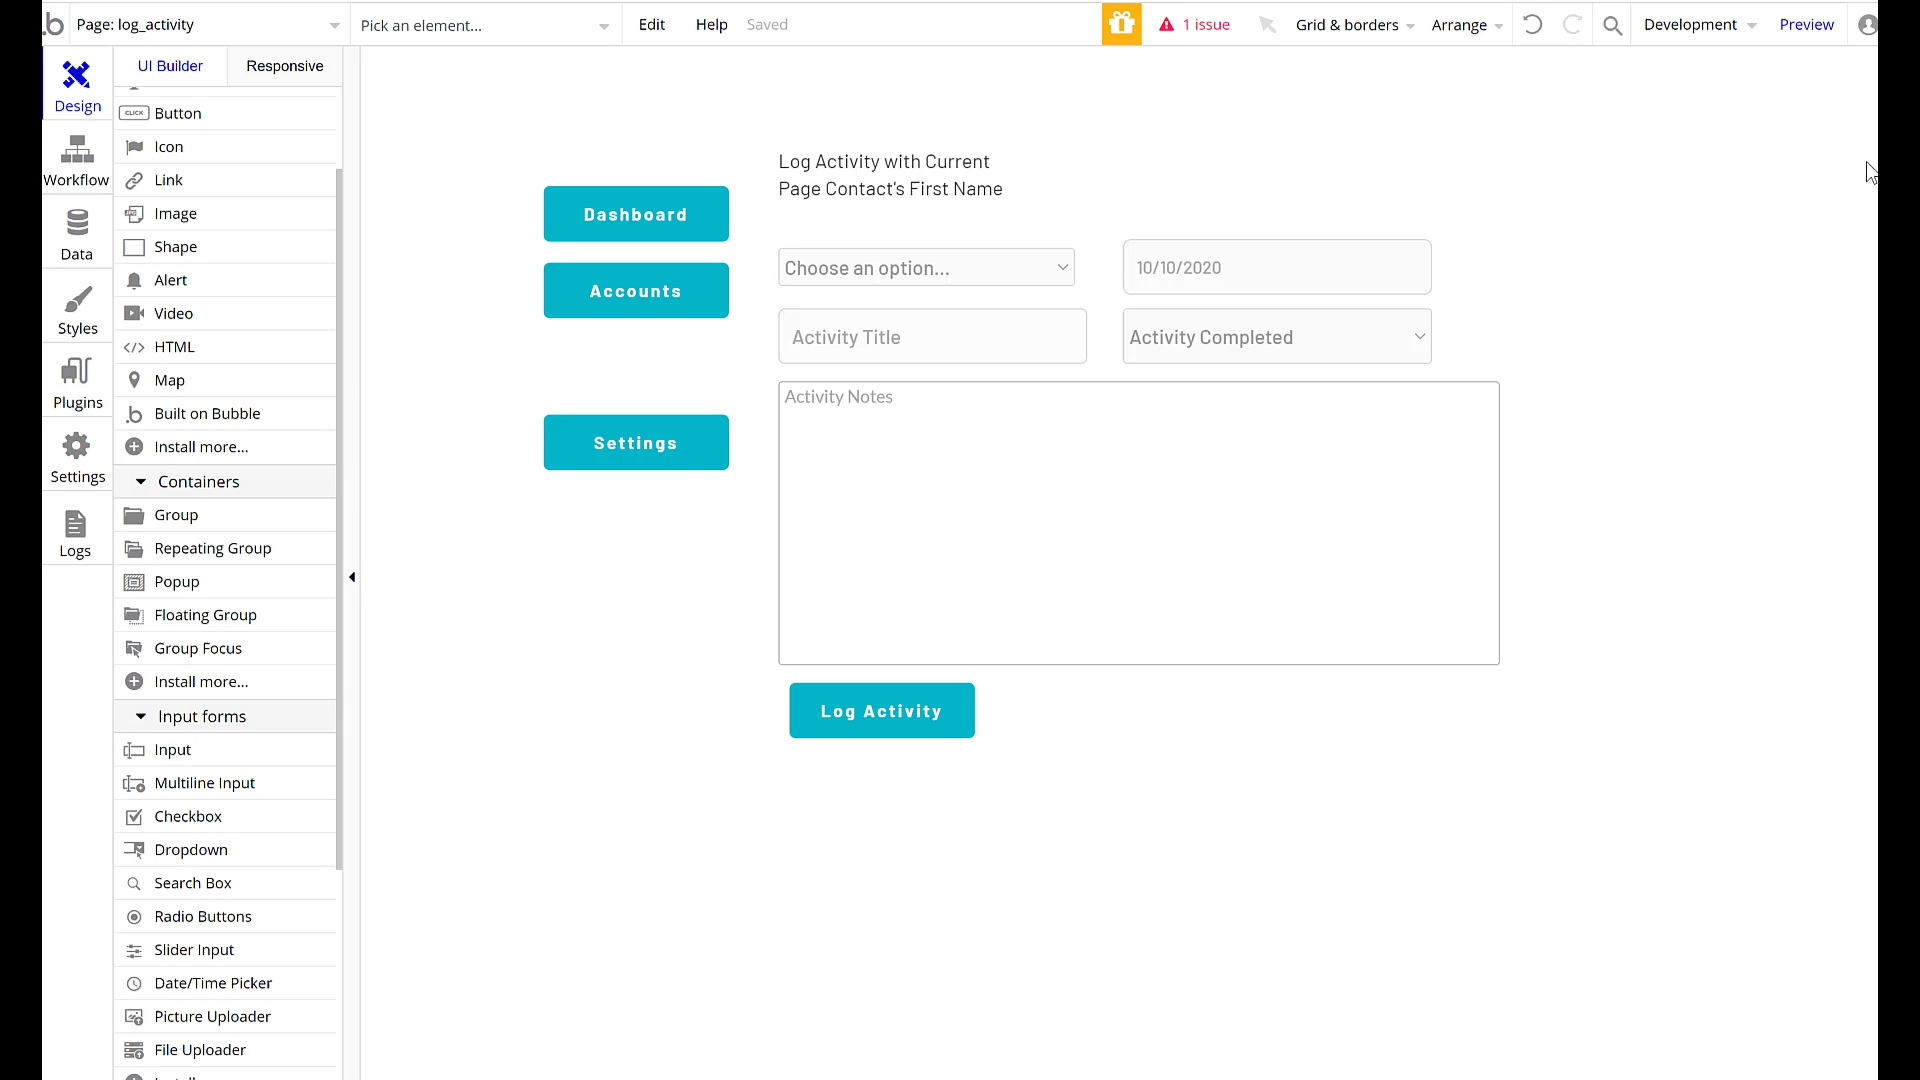 .b Page: log_activity Pick an element... Edit Help Saved 1 issue Grid & borders Arrange Development Preview
UI Builder Responsive
Design
Workflow
Data
Styles
Plugins
Settings
Logs
CLICK Button
Icon
Link
Image
Shape
Alert
Video
</> HTML
Map
.b Built on Bubble
Install more...
Containers
Group
Repeating Group
Popup
Floating Group
Group Focus
Install more...
Input forms
Input
Multiline Input
Checkbox
Dropdown
Search Box
Radio Buttons
Slider Input
Date/Time Picker
Picture Uploader
File Uploader
Log Activity with Current
Page Contact's First Name
Dashboard
Accounts
Settings
Choose an option...
10/10/2020
Activity Title
Activity Completed
Activity Notes
Log Activity